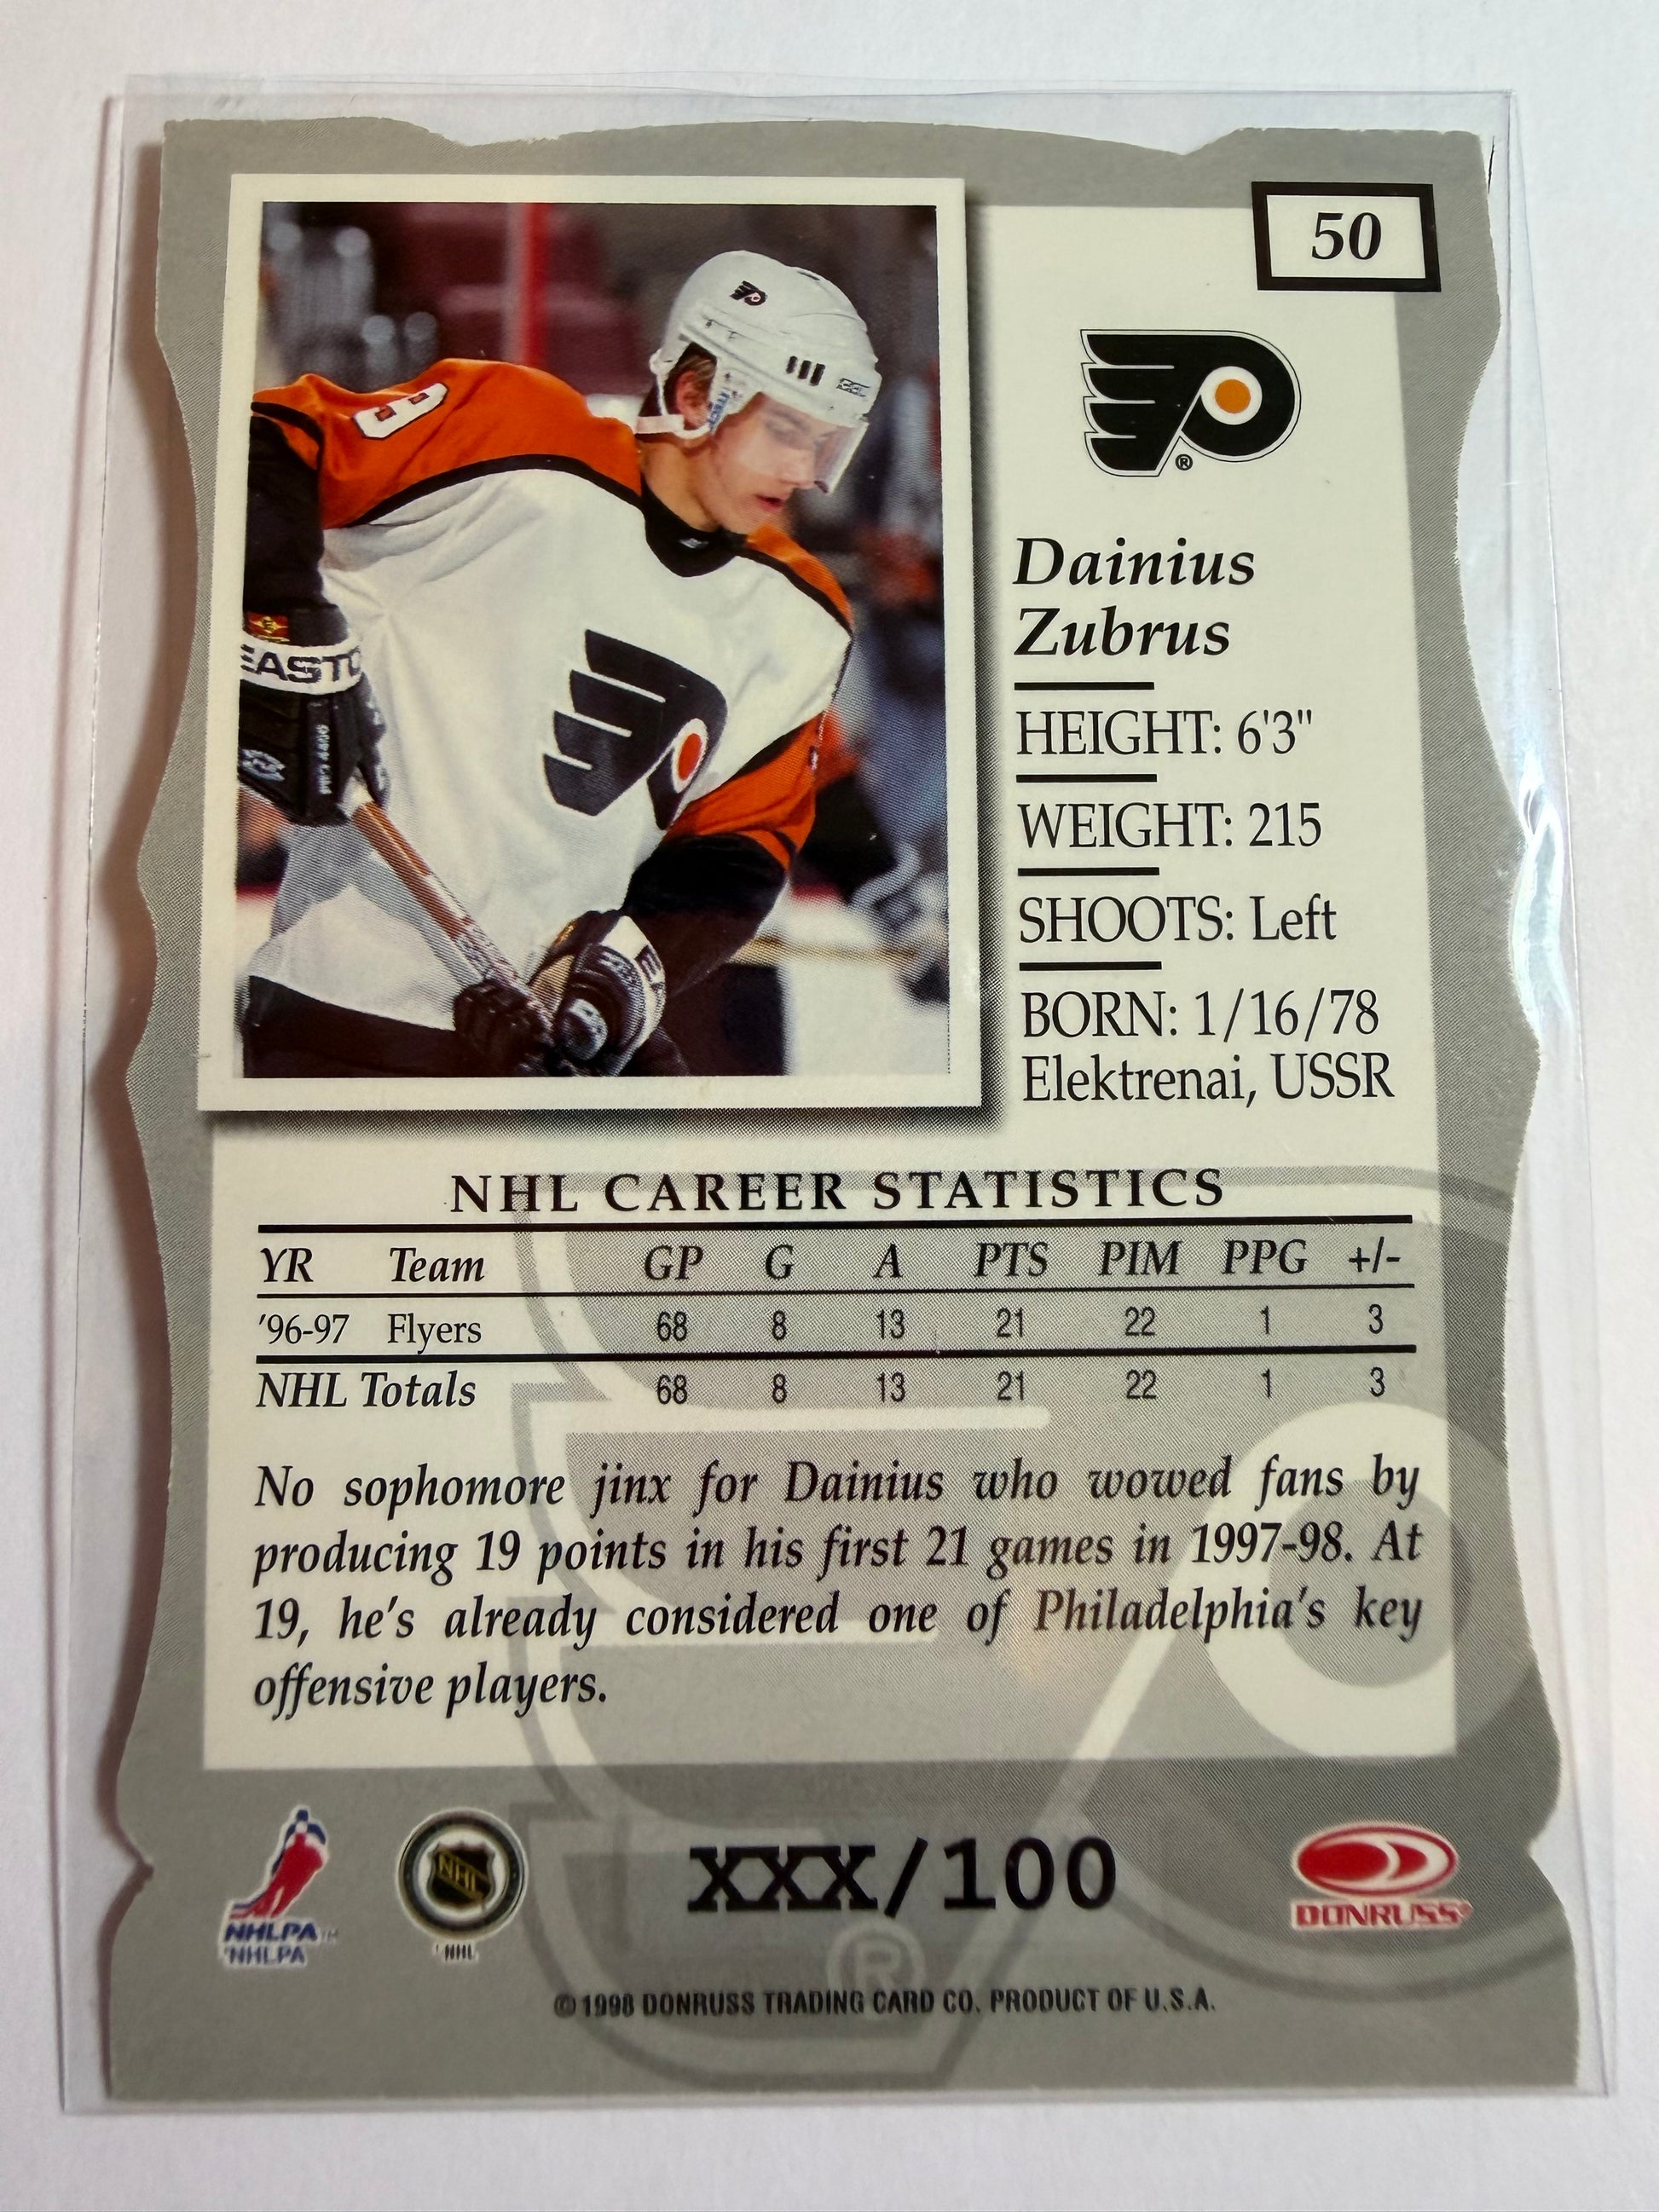 50
®
Dainius
Zubrus
HEIGHT: 6'3"
WEIGHT: 215
SHOOTS: Left
BORN: 1/16/78
Elektrenai, USSR
NHL CAREER STATISTICS
YR Team GP G A PTS PIM PPG +/-
'96-97 Flyers 68 8 13 21 22 1 3
NHL Totals 68 8 13 21 22 1 3
No sophomore jinx for Dainius who wowed fans by
producing 19 points in his first 21 games in 1997-98. At
19, he's already considered one of Philadelphia's key
offensive players.
NHLPA™
NHLPA
NHL
NHL
XXX/100
DONRUSS®
®
©1998 DONRUSS TRADING CARD CO. PRODUCT OF U.S.A.